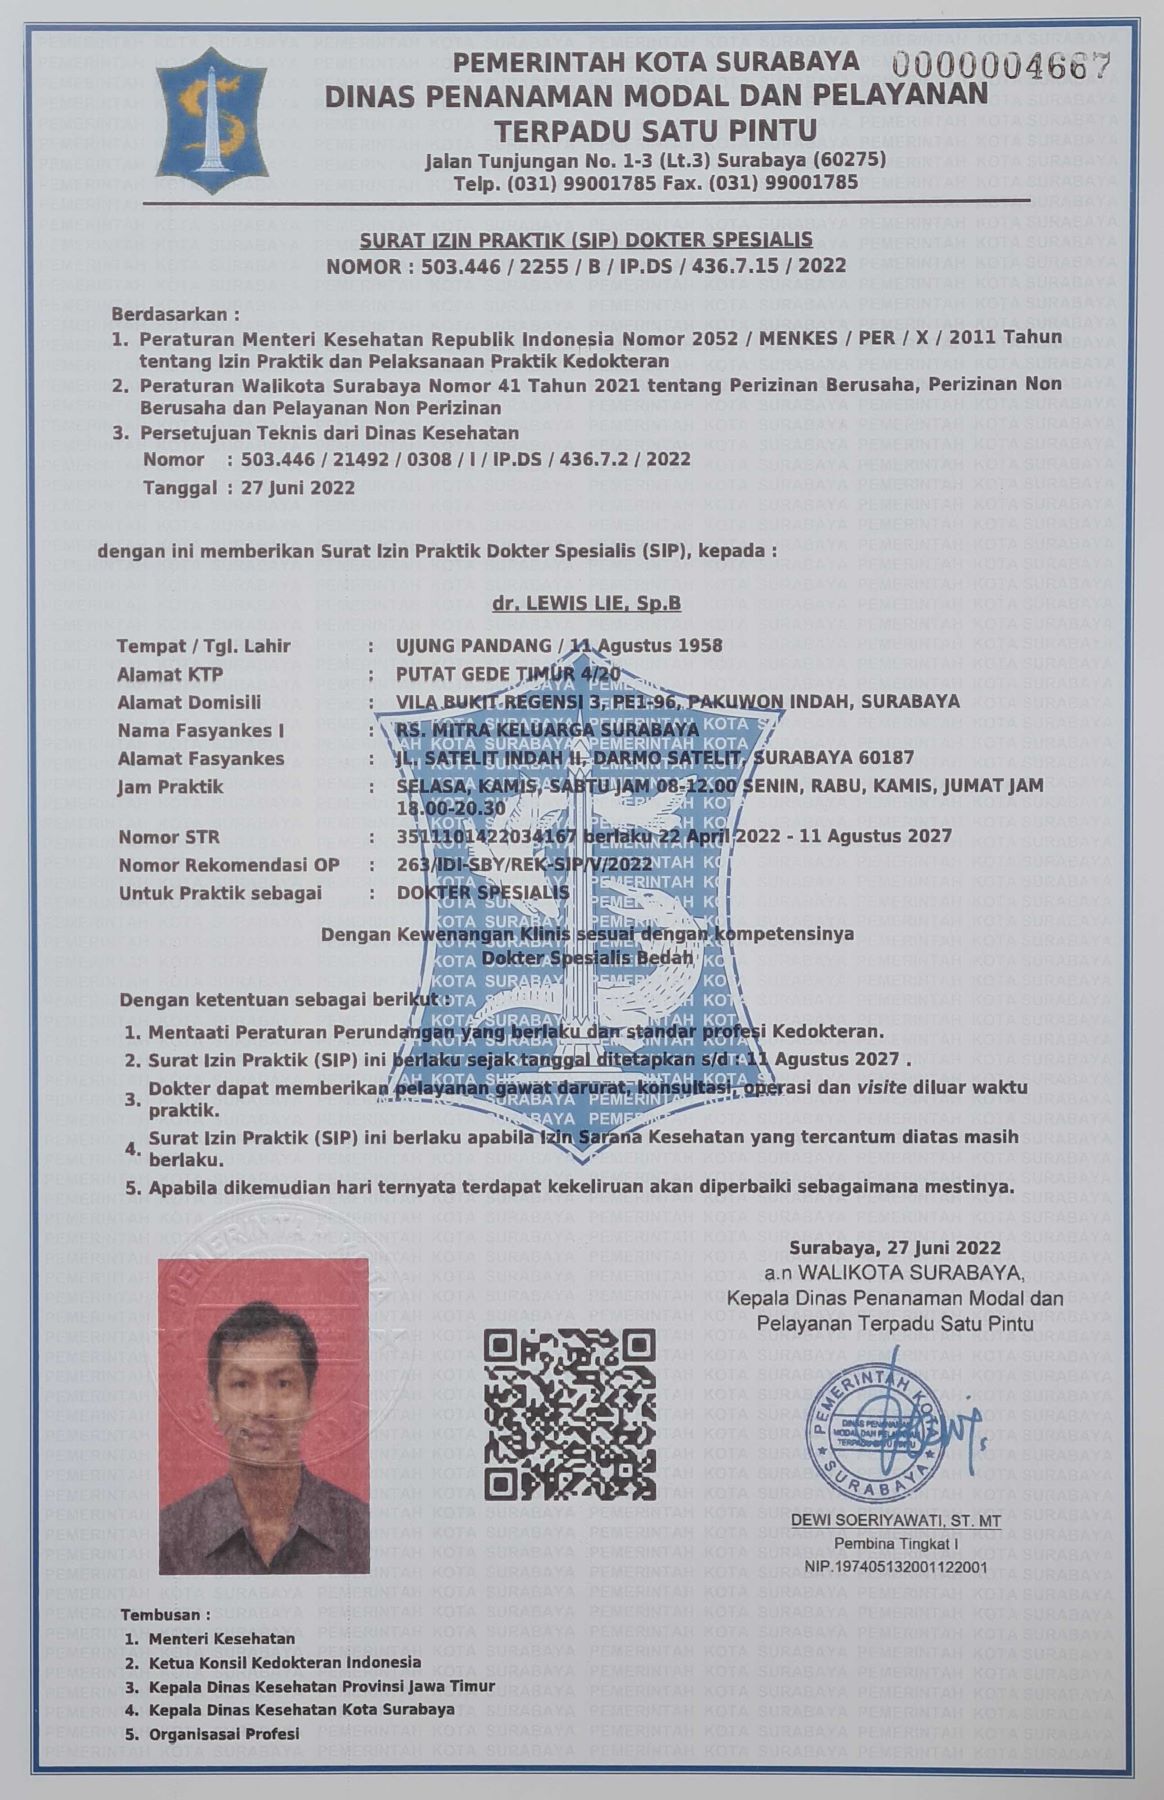 PEMERINTAH KOTA SURABAYA
0000004667
DINAS PENANAMAN MODAL DAN PELAYANAN
TERPADU SATU PINTU
Jalan Tunjungan No. 1-3 (Lt.3) Surabaya (60275)
Telp. (031) 99001785 Fax. (031) 99001785
SURAT IZIN PRAKTIK (SIP) DOKTER SPESIALIS
NOMOR : 503.446 / 2255 / B / IP.DS / 436.7.15 / 2022
Berdasarkan :
1. Peraturan Menteri Kesehatan Republik Indonesia Nomor 2052 / MENKES / PER / X / 2011 Tahun
tentang Izin Praktik dan Pelaksanaan Praktik Kedokteran
2. Peraturan Walikota Surabaya Nomor 41 Tahun 2021 tentang Perizinan Berusaha, Perizinan Non
Berusaha dan Pelayanan Non Perizinan
3. Persetujuan Teknis dari Dinas Kesehatan
Nomor : 503.446 / 21492 / 0308 / I / IP.DS / 436.7.2 / 2022
Tanggal : 27 Juni 2022
dengan ini memberikan Surat Izin Praktik Dokter Spesialis (SIP), kepada :
dr. LEWIS LIE, Sp.B
Tempat / Tgl. Lahir : UJUNG PANDANG / 11 Agustus 1958
Alamat KTP : PUTAT GEDE TIMUR 4/20
Alamat Domisili : VILA BUKIT REGENSI 3, PE1-96, PAKUWON INDAH, SURABAYA
Nama Fasyankes I : RS. MITRA KELUARGA SURABAYA
Alamat Fasyankes : JL. SATELIT INDAH II, DARMO SATELIT, SURABAYA 60187
Jam Praktik : SELASA, KAMIS, SABTU JAM 08-12.00 SENIN, RABU, KAMIS, JUMAT JAM
18.00-20.30
Nomor STR : 3511101422034167 berlaku 22 April 2022 - 11 Agustus 2027
Nomor Rekomendasi OP : 263/IDI-SBY/REK-SIP/V/2022
Untuk Praktik sebagai : DOKTER SPESIALIS
Dengan Kewenangan Klinis sesuai dengan kompetensinya
Dokter Spesialis Bedah
Dengan ketentuan sebagai berikut :
1. Mentaati Peraturan Perundangan yang berlaku dan standar profesi Kedokteran.
2. Surat Izin Praktik (SIP) ini berlaku sejak tanggal ditetapkan s/d : 11 Agustus 2027 .
3. Dokter dapat memberikan pelayanan gawat darurat, konsultasi, operasi dan visite diluar waktu
praktik.
4. Surat Izin Praktik (SIP) ini berlaku apabila Izin Sarana Kesehatan yang tercantum diatas masih
berlaku.
5. Apabila dikemudian hari ternyata terdapat kekeliruan akan diperbaiki sebagaimana mestinya.
Surabaya, 27 Juni 2022
a.n WALIKOTA SURABAYA,
Kepala Dinas Penanaman Modal dan
Pelayanan Terpadu Satu Pintu
PEMERINTAH KOTA
DINAS PENANAMAN
MODAL DAN PELAYANAN
TERPADU SATU PINTU
SURABAYA
DEWI SOERIYAWATI, ST. MT
Pembina Tingkat I
NIP.197405132001122001
Tembusan :
1. Menteri Kesehatan
2. Ketua Konsil Kedokteran Indonesia
3. Kepala Dinas Kesehatan Provinsi Jawa Timur
4. Kepala Dinas Kesehatan Kota Surabaya
5. Organisasai Profesi